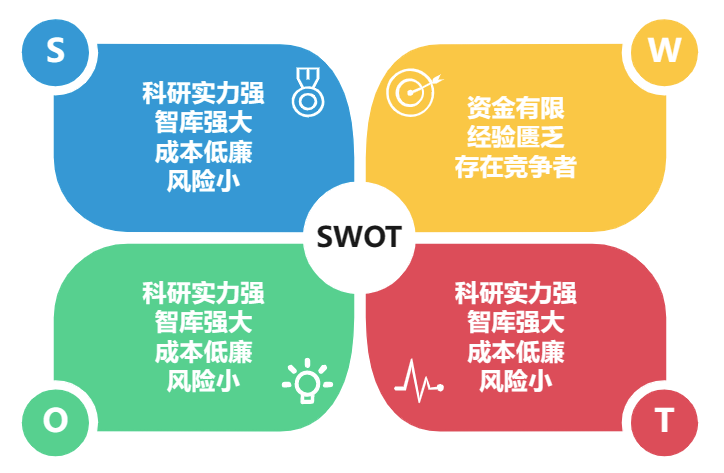 S
科研实力强
智库强大
成本低廉
风险小
W
资金有限
经验匮乏
存在竞争者
SWOT
O
科研实力强
智库强大
成本低廉
风险小
T
科研实力强
智库强大
成本低廉
风险小